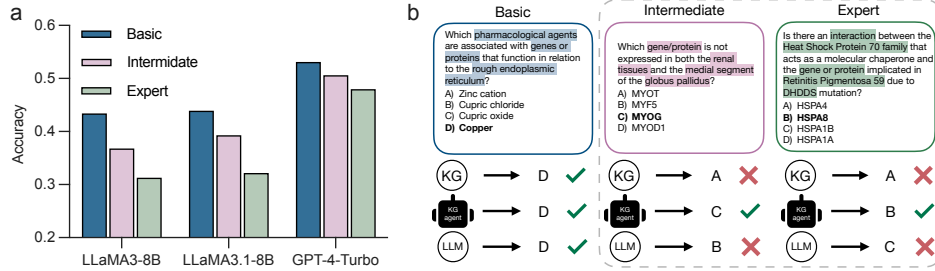 a
Basic
Intermidate
Expert
Accuracy
0.6
0.5
0.4
0.3
0.2
LLaMA3-8B
LLaMA3.1-8B
GPT-4-Turbo
b
Basic
Which pharmacological agents
are associated with genes or
proteins that function in relation
to the rough endoplasmic
reticulum?
A) Zinc cation
B) Cupric chloride
C) Cupric oxide
D) Copper
Intermediate
Which gene/protein is not
expressed in both the renal
tissues and the medial segment
of the globus pallidus?
A) MYOT
B) MYF5
C) MYOG
D) MYOD1
Expert
Is there an interaction between the
Heat Shock Protein 70 family that
acts as a molecular chaperone and
the gene or protein implicated in
Retinitis Pigmentosa 59 due to
DHDDS mutation?
A) HSPA4
B) HSPA8
C) HSPA1B
D) HSPA1A
KG D
KG A
KG A
KG
agent D
KG
agent C
KG
agent B
LLM D
LLM B
LLM C